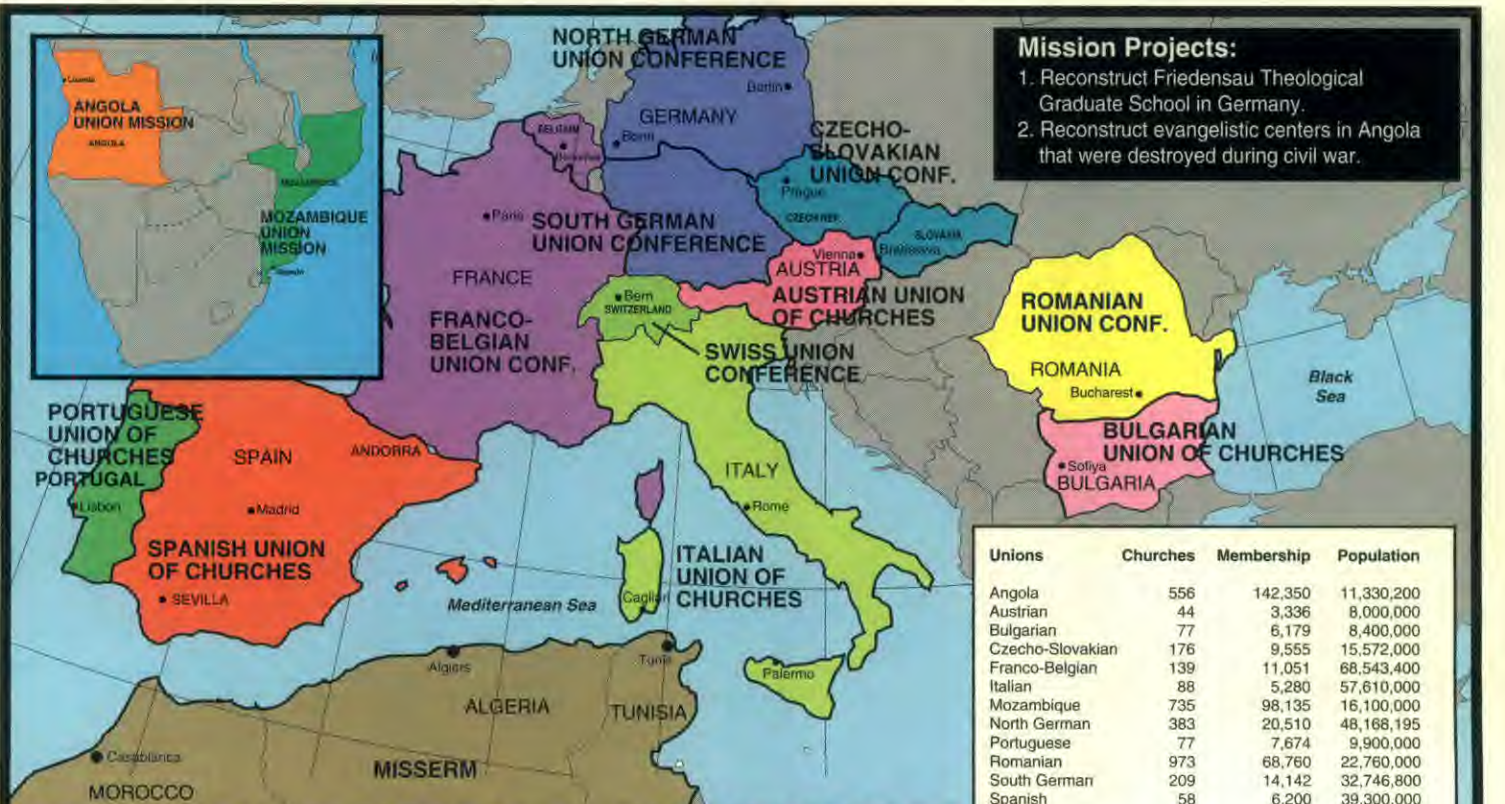 NORTH GERMAN
UNION CONFERENCE
Berlin
GERMANY
Bonn
Mission Projects:
1. Reconstruct Friedensau Theological
Graduate School in Germany.
2. Reconstruct evangelistic centers in Angola
that were destroyed during civil war.
Luanda
ANGOLA
UNION MISSION
ANGOLA
MOZAMBIQUE
MOZAMBIQUE
UNION
MISSION
BELGIUM
CZECHO-
SLOVAKIAN
UNION CONF.
Prague
CZECH REP.
SLOVAKIA
Bratislava
Paris
SOUTH GERMAN
UNION CONFERENCE
FRANCE
FRANCO-
BELGIAN
UNION CONF.
Vienna
AUSTRIA
AUSTRIAN UNION
OF CHURCHES
Bern
SWITZERLAND
SWISS UNION
CONFERENCE
ROMANIAN
UNION CONF.
ROMANIA
Bucharest
Black
Sea
BULGARIAN
UNION OF CHURCHES
Sofiya
BULGARIA
PORTUGUESE
UNION OF
CHURCHES
PORTUGAL
Lisbon
SPAIN
ANDORRA
Madrid
SPANISH UNION
OF CHURCHES
SEVILLA
ITALY
Rome
ITALIAN
UNION OF
CHURCHES
Cagliari
Mediterranean Sea
Palermo
Algiers
Tunis
ALGERIA
TUNISIA
Casablanca
MISSERM
MOROCCO
Unions Churches Membership Population
Angola 556 142,350 11,330,200
Austrian 44 3,336 8,000,000
Bulgarian 77 6,179 8,400,000
Czecho-Slovakian 176 9,555 15,572,000
Franco-Belgian 139 11,051 68,543,400
Italian 88 5,280 57,610,000
Mozambique 735 98,135 16,100,000
North German 383 20,510 48,168,195
Portuguese 77 7,674 9,900,000
Romanian 973 68,760 22,760,000
South German 209 14,142 32,746,800
Spanish 58 6,200 39,300,000